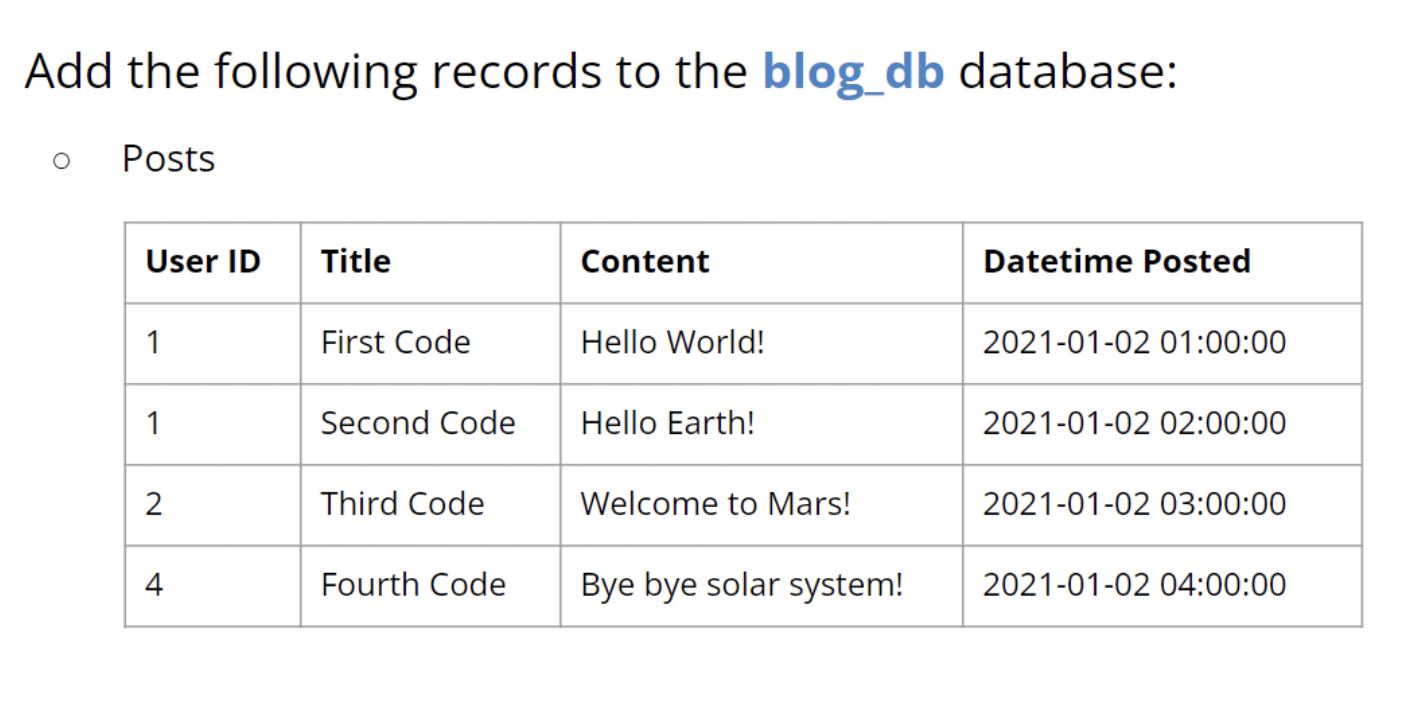 Add the following records to the blog_db database:
Posts
User ID Title Content Datetime Posted
1 First Code Hello World! 2021-01-02 01:00:00
1 Second Code Hello Earth! 2021-01-02 02:00:00
2 Third Code Welcome to Mars! 2021-01-02 03:00:00
4 Fourth Code Bye bye solar system! 2021-01-02 04:00:00